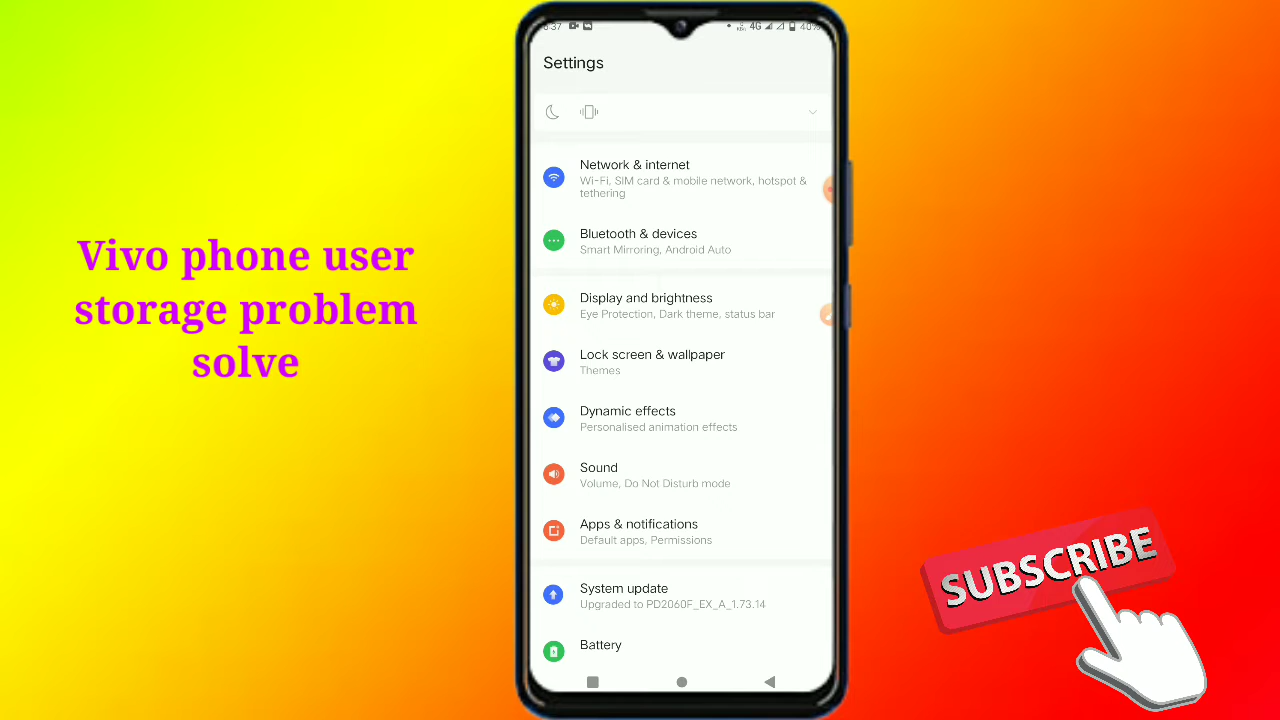 Vivo phone user
storage problem
solve
4G 40%
Settings
Network & internet
Wi-Fi, SIM card & mobile network, hotspot &
tethering
Bluetooth & devices
Smart Mirroring, Android Auto
Display and brightness
Eye Protection, Dark theme, status bar
Lock screen & wallpaper
Themes
Dynamic effects
Personalised animation effects
Sound
Volume, Do Not Disturb mode
Apps & notifications
Default apps, Permissions
System update
Upgraded to PD2060F_EX_A_1.73.14
Battery
SUBSCRIBE